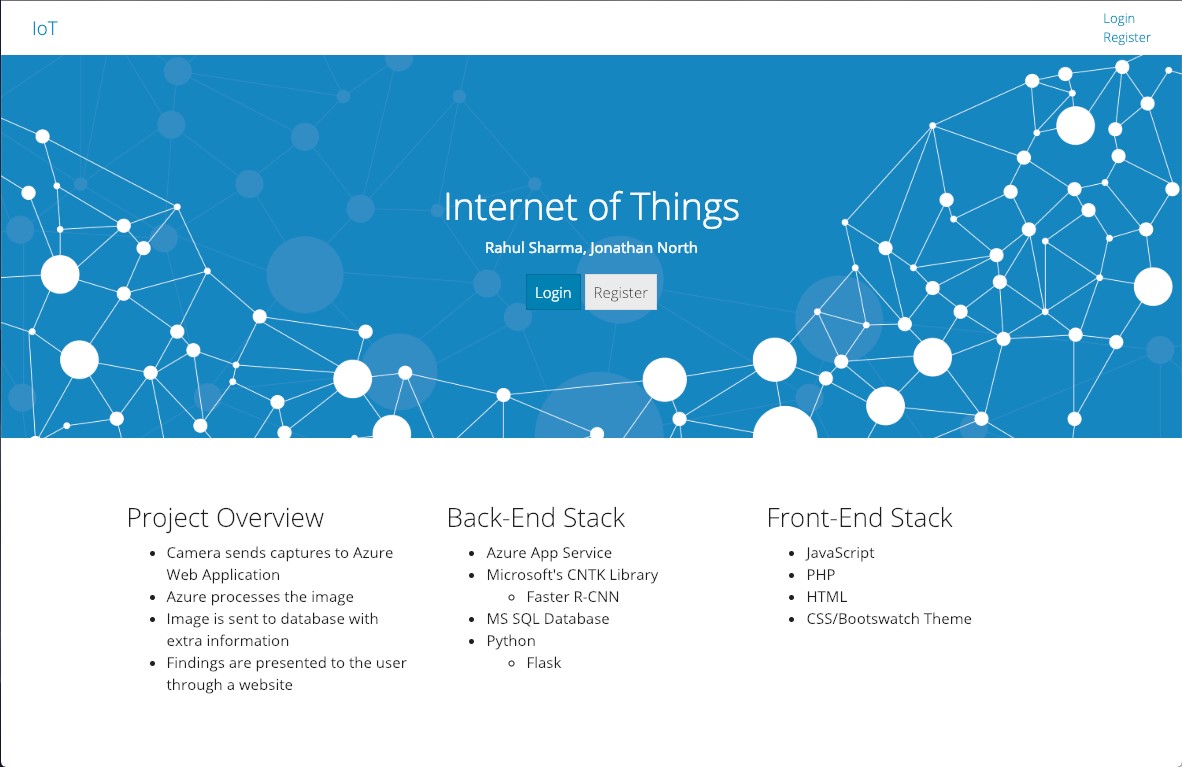 IoT
Login
Register
Internet of Things
Rahul Sharma, Jonathan North
Login Register
Project Overview
Camera sends captures to Azure
Web Application
Azure processes the image
Image is sent to database with
extra information
Findings are presented to the user
through a website
Back-End Stack
Azure App Service
Microsoft's CNTK Library
Faster R-CNN
MS SQL Database
Python
Flask
Front-End Stack
JavaScript
PHP
HTML
CSS/Bootswatch Theme